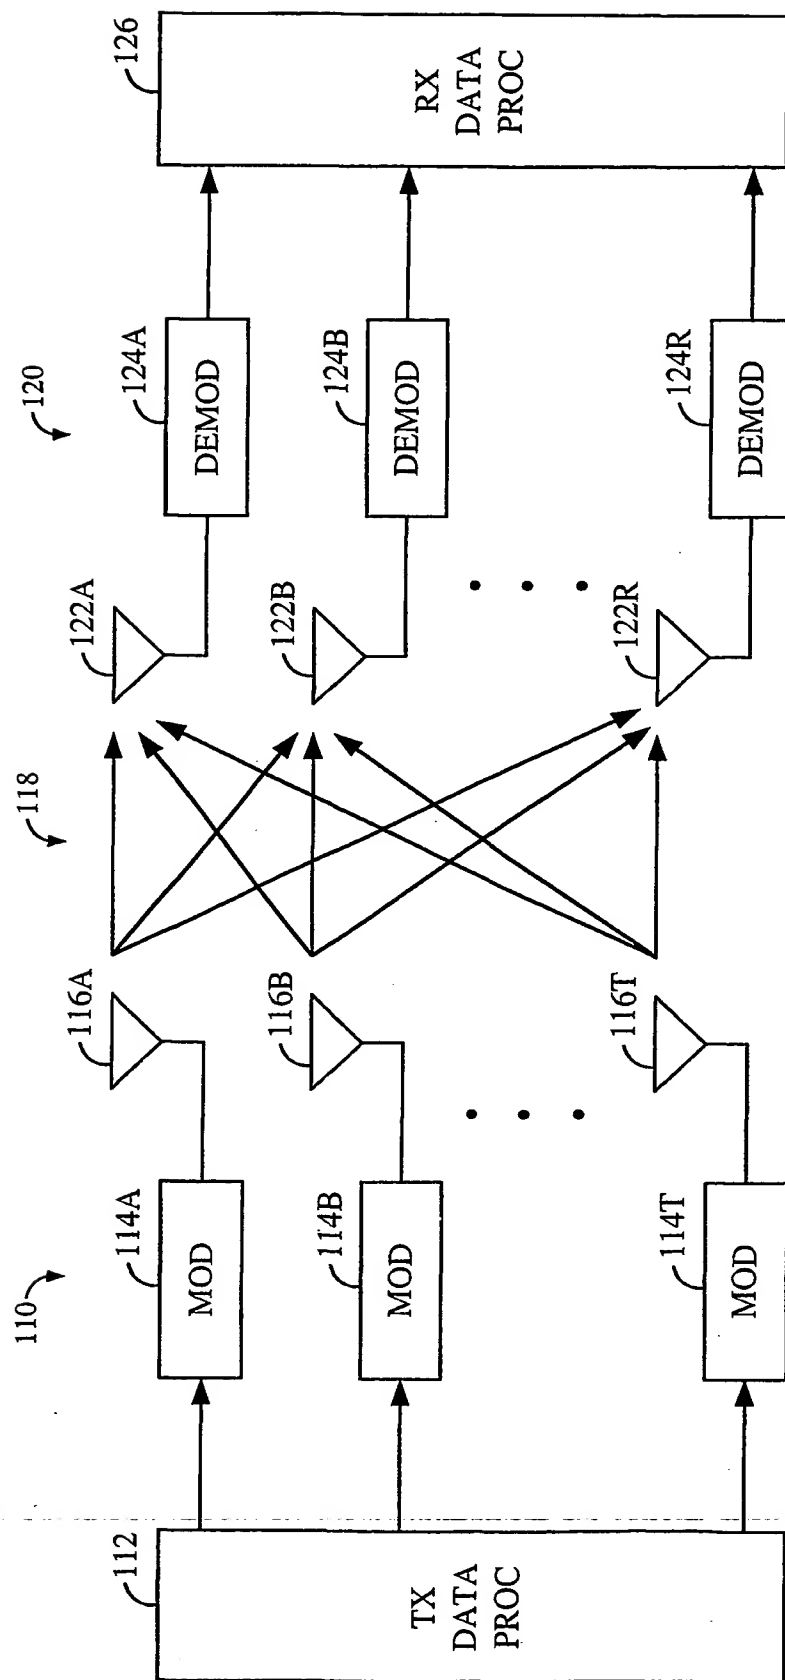 110
118
120
112
TX
DATA
PROC
114A
MOD
116A
122A
124A
DEMOD
126
RX
DATA
PROC
114B
MOD
116B
122B
124B
DEMOD
114T
MOD
116T
122R
124R
DEMOD